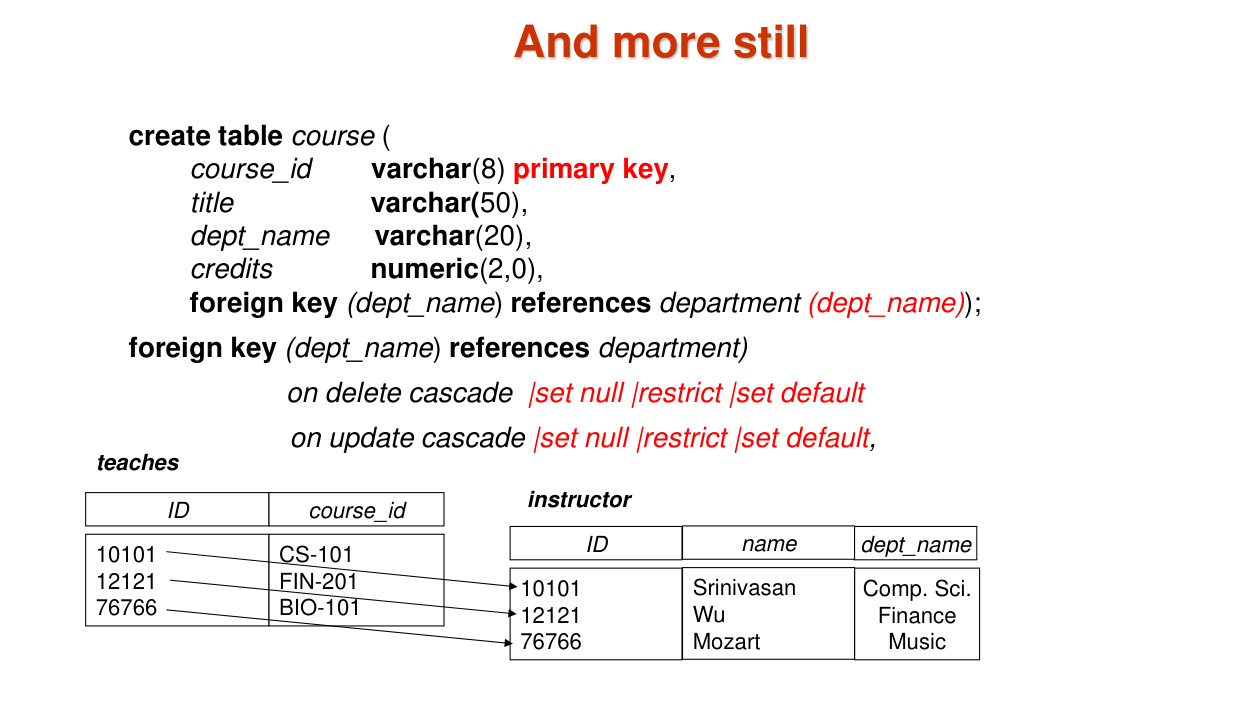 And more still
create table course (
course_id varchar(8) primary key,
title varchar(50),
dept_name varchar(20),
credits numeric(2,0),
foreign key (dept_name) references department (dept_name));
foreign key (dept_name) references department)
on delete cascade |set null |restrict |set default
on update cascade |set null |restrict |set default,
teaches
ID course_id
10101 CS-101
12121 FIN-201
76766 BIO-101
instructor
ID name dept_name
10101 Srinivasan Comp. Sci.
12121 Wu Finance
76766 Mozart Music